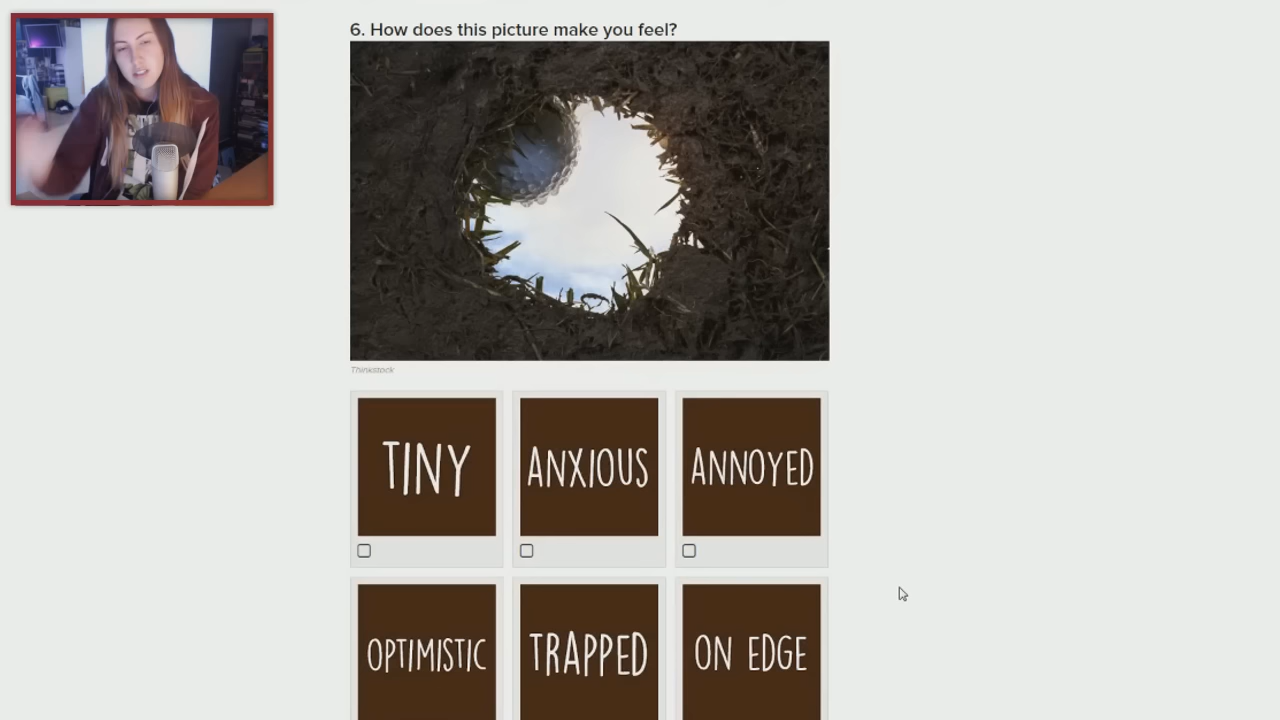 6. How does this picture make you feel?
Thinkstock
TINY
ANXIOUS
ANNOYED
OPTIMISTIC
TRAPPED
ON EDGE